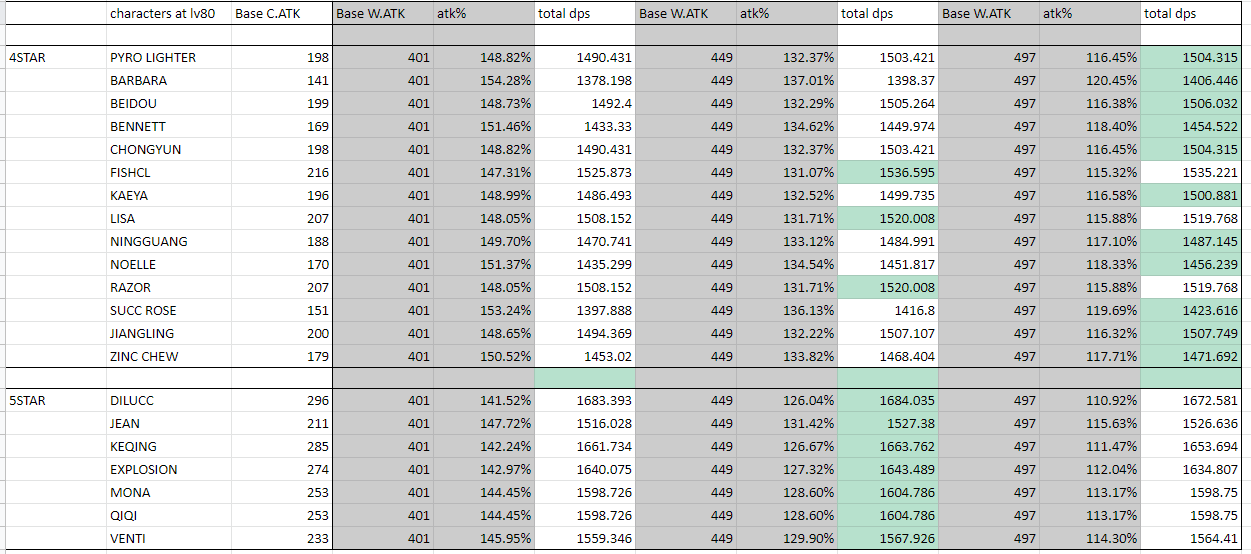 characters at lv80 Base C.ATK Base W.ATK atk% total dps Base W.ATK atk% total dps Base W.ATK atk% total dps
4STAR PYRO LIGHTER 198 401 148.82% 1490.431 449 132.37% 1503.421 497 116.45% 1504.315
BARBARA 141 401 154.28% 1378.198 449 137.01% 1398.37 497 120.45% 1406.446
BEIDOU 199 401 148.73% 1492.4 449 132.29% 1505.264 497 116.38% 1506.032
BENNETT 169 401 151.46% 1433.33 449 134.62% 1449.974 497 118.40% 1454.522
CHONGYUN 198 401 148.82% 1490.431 449 132.37% 1503.421 497 116.45% 1504.315
FISHCL 216 401 147.31% 1525.873 449 131.07% 1536.595 497 115.32% 1535.221
KAEYA 196 401 148.99% 1486.493 449 132.52% 1499.735 497 116.58% 1500.881
LISA 207 401 148.05% 1508.152 449 131.71% 1520.008 497 115.88% 1519.768
NINGGUANG 188 401 149.70% 1470.741 449 133.12% 1484.991 497 117.10% 1487.145
NOELLE 170 401 151.37% 1435.299 449 134.54% 1451.817 497 118.33% 1456.239
RAZOR 207 401 148.05% 1508.152 449 131.71% 1520.008 497 115.88% 1519.768
SUCC ROSE 151 401 153.24% 1397.888 449 136.13% 1416.8 497 119.69% 1423.616
JIANGLING 200 401 148.65% 1494.369 449 132.22% 1507.107 497 116.32% 1507.749
ZINC CHEW 179 401 150.52% 1453.02 449 133.82% 1468.404 497 117.71% 1471.692
5STAR DILUCC 296 401 141.52% 1683.393 449 126.04% 1684.035 497 110.92% 1672.581
JEAN 211 401 147.72% 1516.028 449 131.42% 1527.38 497 115.63% 1526.636
KEQING 285 401 142.24% 1661.734 449 126.67% 1663.762 497 111.47% 1653.694
EXPLOSION 274 401 142.97% 1640.075 449 127.32% 1643.489 497 112.04% 1634.807
MONA 253 401 144.45% 1598.726 449 128.60% 1604.786 497 113.17% 1598.75
QIQI 253 401 144.45% 1598.726 449 128.60% 1604.786 497 113.17% 1598.75
VENTI 233 401 145.95% 1559.346 449 129.90% 1567.926 497 114.30% 1564.41